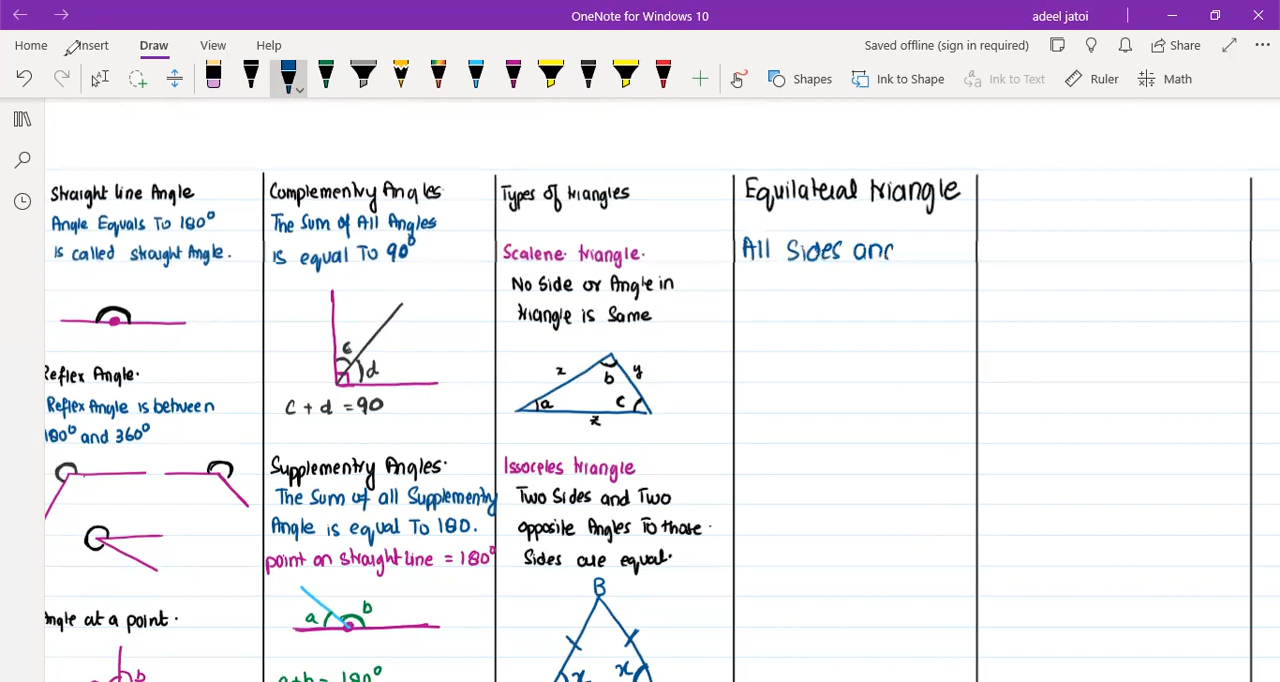 OneNote for Windows 10
adeel jatoi
Home
Insert
Draw
View
Help
Saved offline (sign in required)
Share
Shapes
Ink to Shape
Ink to Text
Ruler
Math
Straight line Angle
Angle Equals To 180°
is called straught Angle.
Reflex Angle.
Reflex Angle is between
180° and 360°
Angle at a point.
b
Complementry Angles
The Sum of All Angles
is equal To 90°
c
d
c + d = 90
Supplementry Angles.
The Sum of all Supplementry
Angle is equal To 180.
point on straight line = 180°
a
b
a+b = 180°
Types of triangles
Scalene triangle.
No Side or Angle in
triangle is Same
z
y
b
a
c
x
Issoceles triangle
Two Sides and Two
opposite Angles To those.
Sides are equal.
B
x
x
Equilateral triangle
All Sides anc